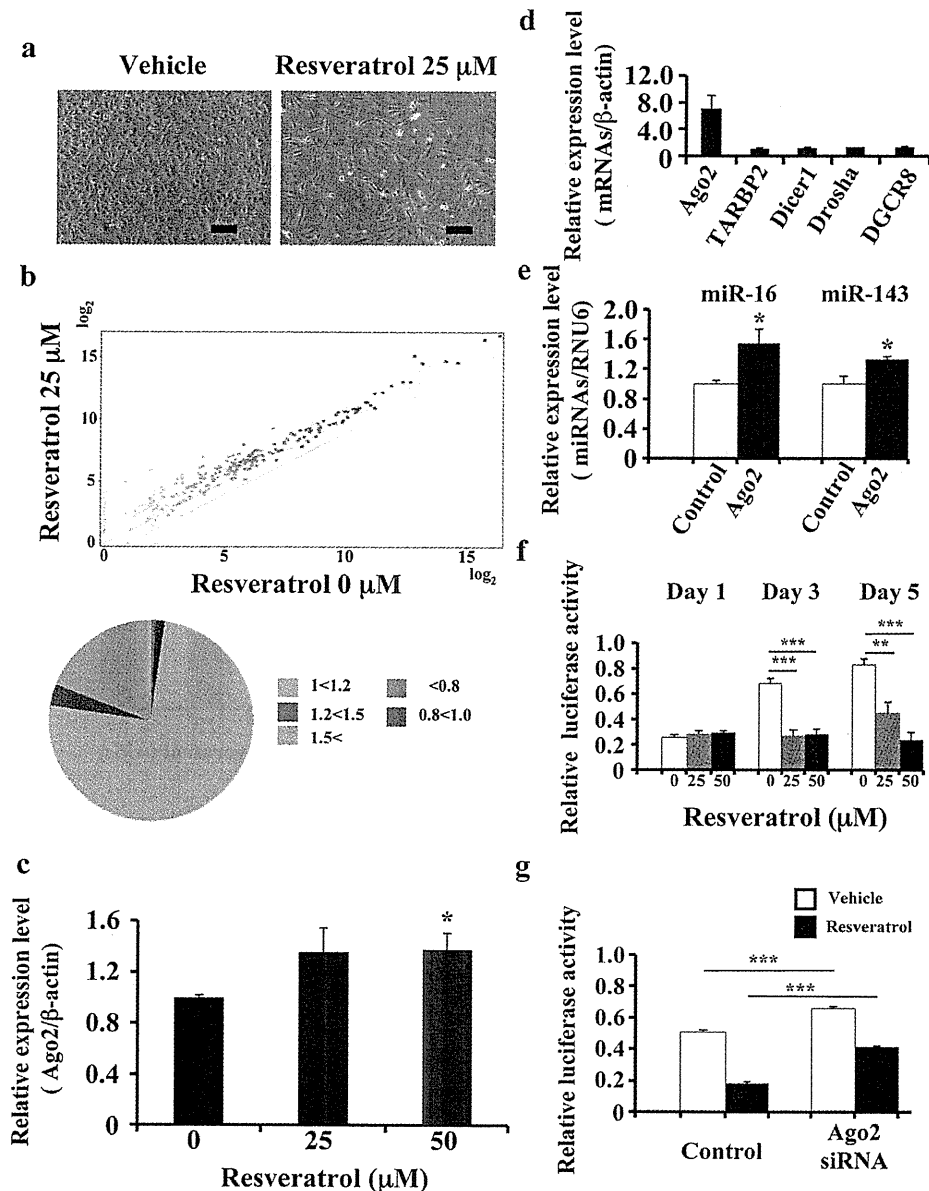 a
Vehicle
Resveratrol 25 μM
b
log2
Resveratrol 25 μM
15
10
5
0
0
5
10
15
log2
Resveratrol 0 μM
1<1.2
<0.8
1.2<1.5
0.8<1.0
1.5<
c
Relative expression level
( Ago2/β-actin)
1.6
1.2
0.8
0.4
0
*
0
25
50
Resveratrol (μM)
d
Relative expression level
( mRNAs/β-actin)
12.0
8.0
4.0
0
Ago2
TARBP2
Dicer1
Drosha
DGCR8
e
Relative expression level
( miRNAs/RNU6)
miR-16
miR-143
2.0
1.6
1.2
0.8
0.4
0
*
*
Control
Ago2
Control
Ago2
f
Relative luciferase activity
Day 1
Day 3
Day 5
1.0
0.8
0.6
0.4
0.2
0
***
***
***
**
0 25 50
0 25 50
0 25 50
Resveratrol (μM)
g
Vehicle
Resveratrol
Relative luciferase activity
1.0
0.8
0.6
0.4
0.2
0
***
***
Control
Ago2
siRNA